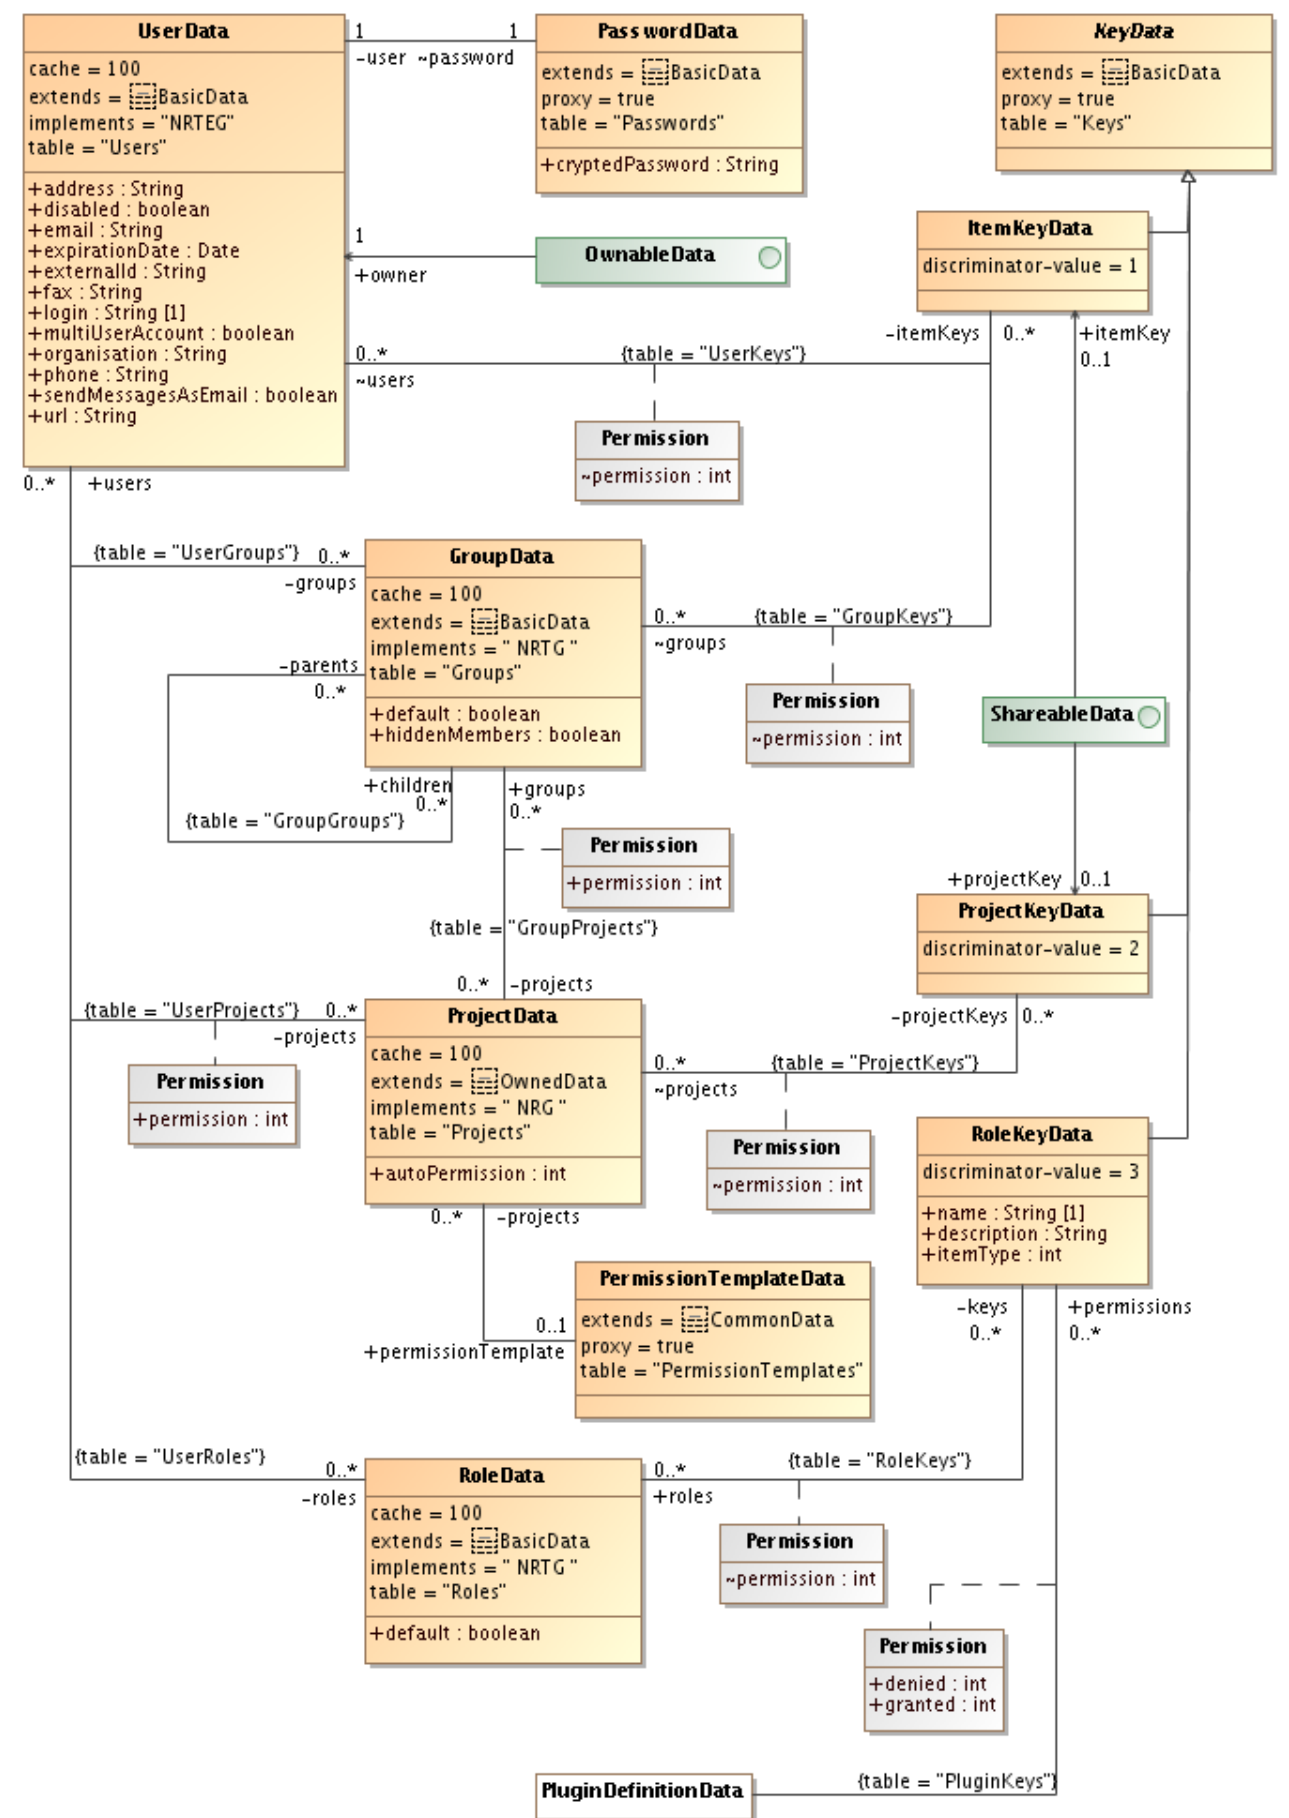 UserData
cache = 100
extends = BasicData
implements = "NRTEG"
table = "Users"
+address : String
+disabled : boolean
+email : String
+expirationDate : Date
+externalId : String
+fax : String
+login : String [1]
+multiUserAccount : boolean
+organisation : String
+phone : String
+sendMessagesAsEmail : boolean
+url : String
1
1
-user ~password
PasswordData
extends = BasicData
proxy = true
table = "Passwords"
+cryptedPassword : String
KeyData
extends = BasicData
proxy = true
table = "Keys"
1
+owner
OwnableData
ItemKeyData
discriminator-value = 1
-itemKeys
0..*
+itemKey
0..1
0..*
~users
{table = "UserKeys"}
Permission
~permission : int
0..*
+users
{table = "UserGroups"}
0..*
-groups
GroupData
cache = 100
extends = BasicData
implements = " NRTG "
table = "Groups"
+default : boolean
+hiddenMembers : boolean
0..*
~groups
{table = "GroupKeys"}
Permission
~permission : int
-parents
0..*
+children
0..*
{table = "GroupGroups"}
ShareableData
+groups
0..*
Permission
+permission : int
{table = "GroupProjects"}
0..*
-projects
+projectKey
0..1
ProjectKeyData
discriminator-value = 2
-projectKeys
0..*
{table = "UserProjects"}
0..*
-projects
Permission
+permission : int
ProjectData
cache = 100
extends = OwnedData
implements = " NRG "
table = "Projects"
+autoPermission : int
0..*
~projects
{table = "ProjectKeys"}
Permission
~permission : int
RoleKeyData
discriminator-value = 3
+name : String [1]
+description : String
+itemType : int
0..*
-projects
0..1
+permissionTemplate
PermissionTemplateData
extends = CommonData
proxy = true
table = "PermissionTemplates"
-keys
0..*
+permissions
0..*
{table = "UserRoles"}
0..*
-roles
RoleData
cache = 100
extends = BasicData
implements = " NRTG "
table = "Roles"
+default : boolean
0..*
+roles
{table = "RoleKeys"}
Permission
~permission : int
Permission
+denied : int
+granted : int
PluginDefinitionData
{table = "PluginKeys"}